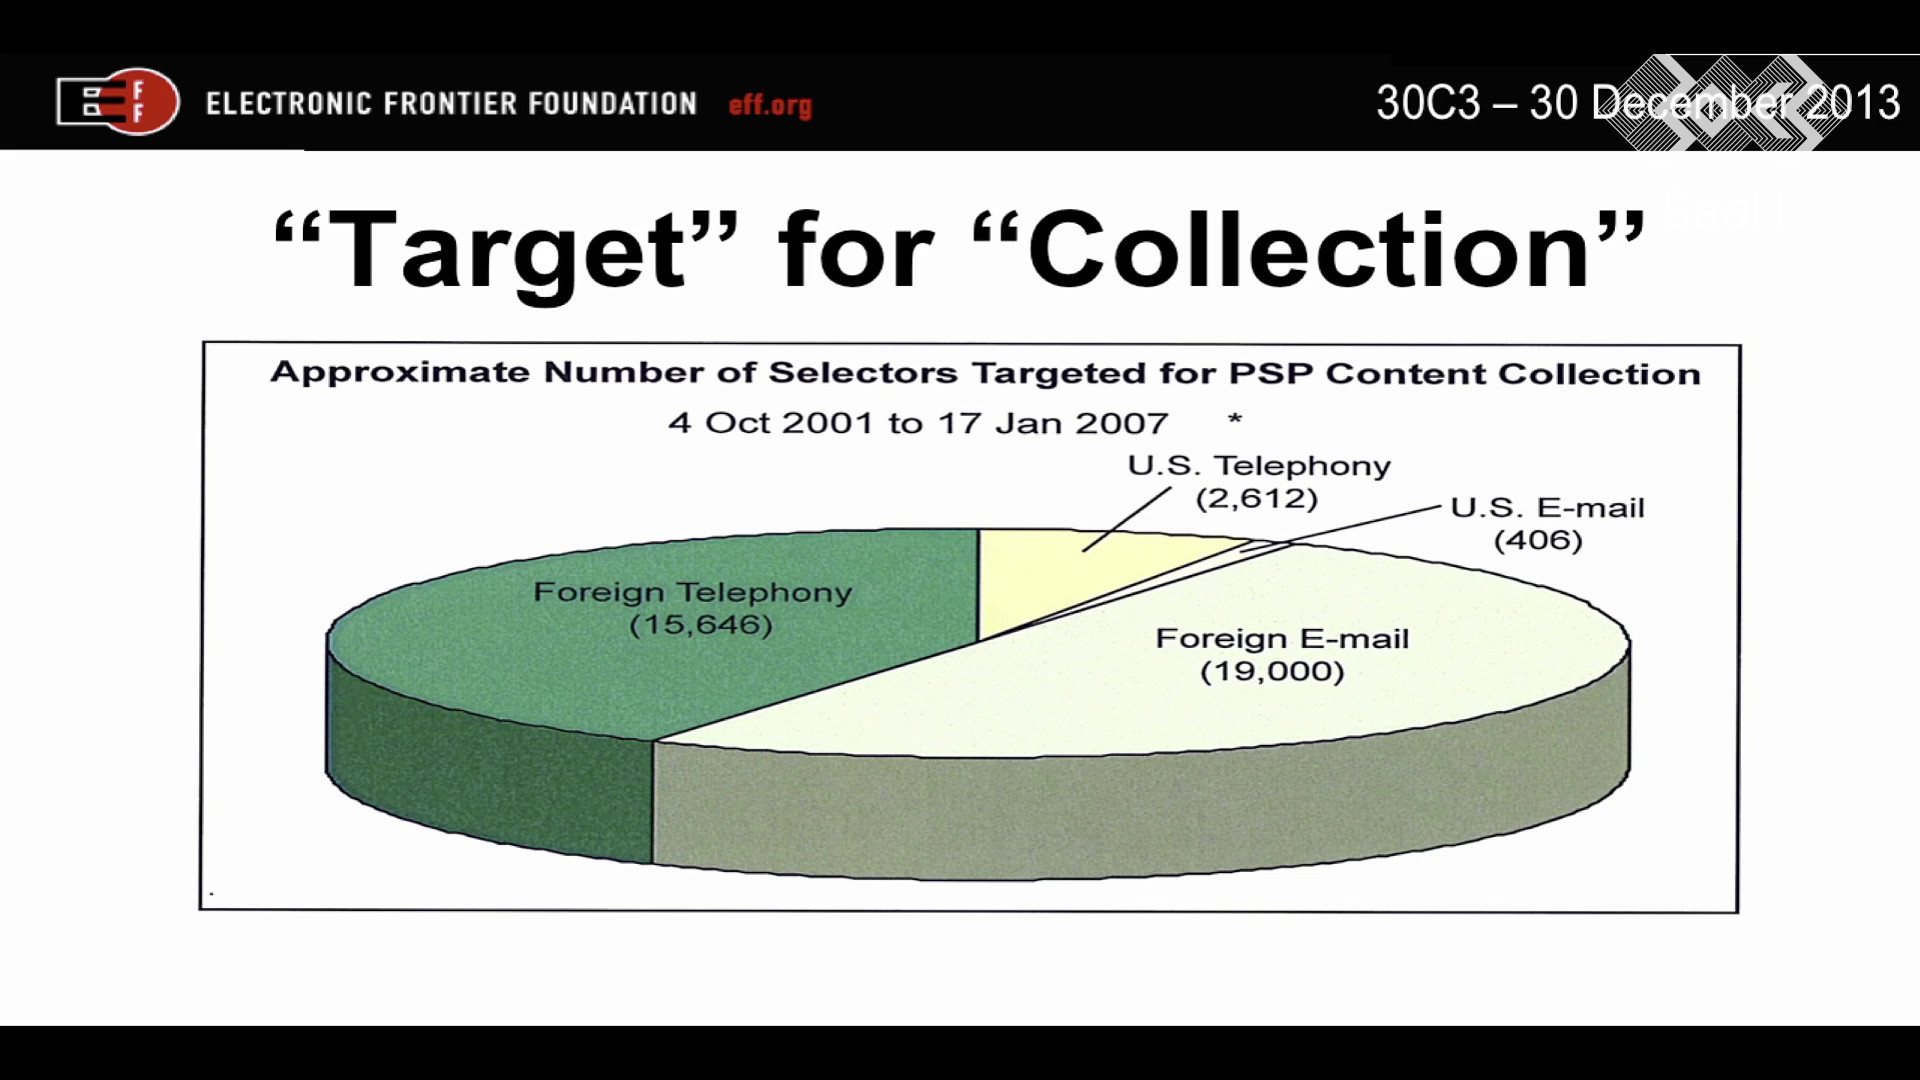 E F F
ELECTRONIC FRONTIER FOUNDATION eff.org
30C3 – 30 December 2013
“Target” for “Collection”
Approximate Number of Selectors Targeted for PSP Content Collection
4 Oct 2001 to 17 Jan 2007 *
U.S. Telephony
(2,612)
U.S. E-mail
(406)
Foreign Telephony
(15,646)
Foreign E-mail
(19,000)